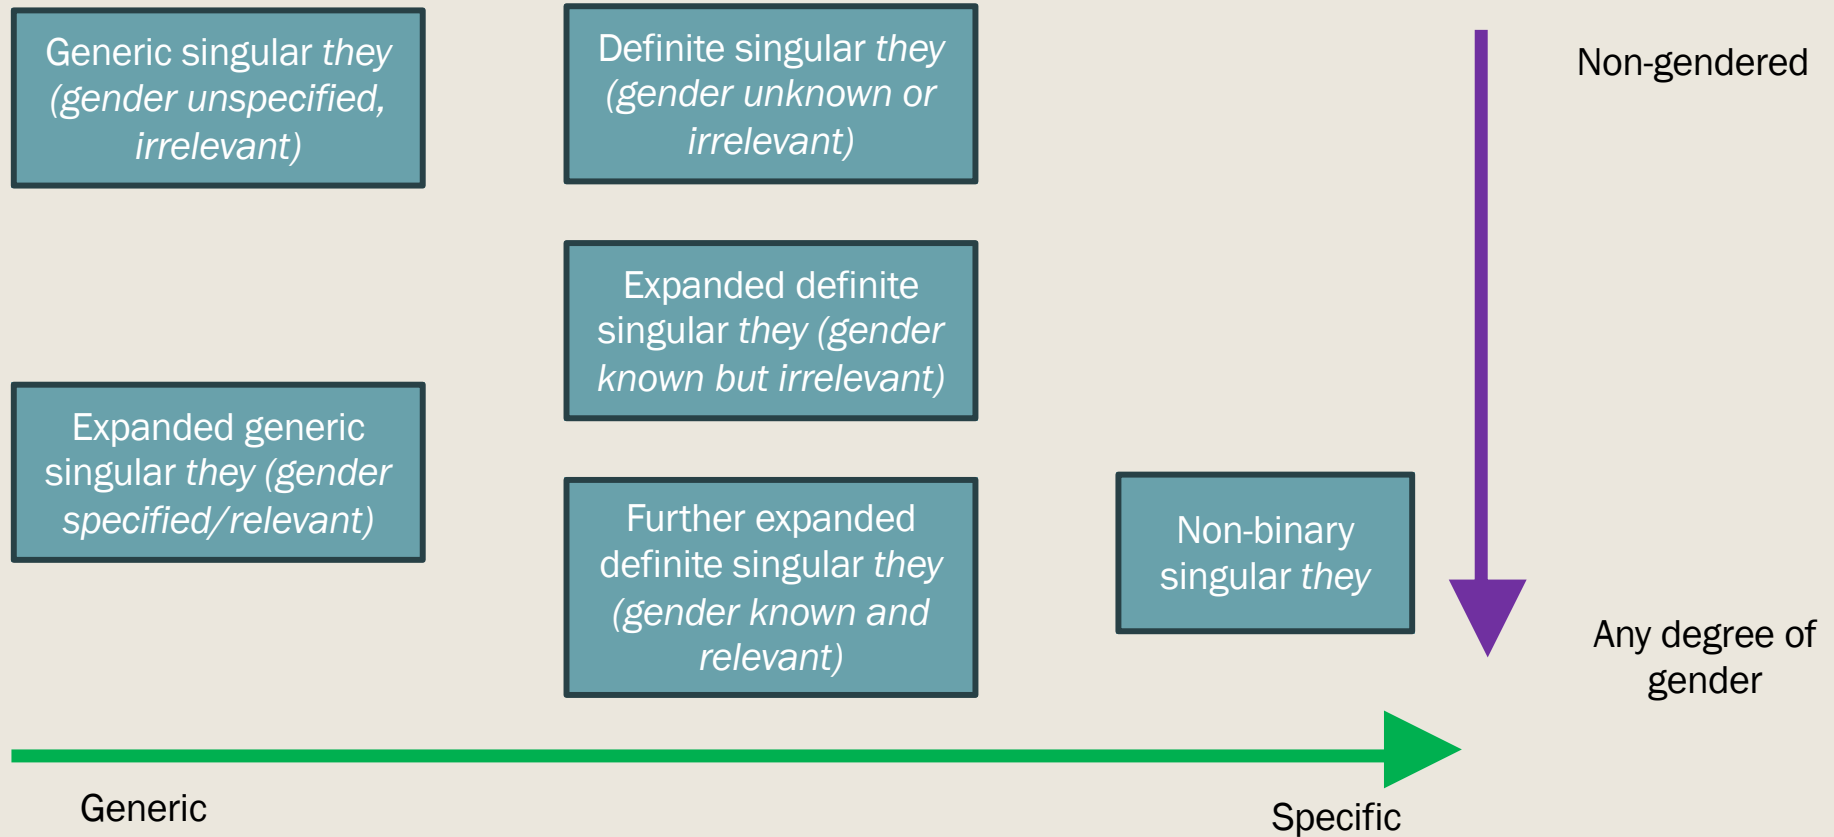 Generic singular they
(gender unspecified,
irrelevant)
Definite singular they
(gender unknown or
irrelevant)
Non-gendered
Expanded definite
singular they (gender
known but irrelevant)
Expanded generic
singular they (gender
specified/relevant)
Further expanded
definite singular they
(gender known and
relevant)
Non-binary
singular they
Any degree of
gender
Generic
Specific